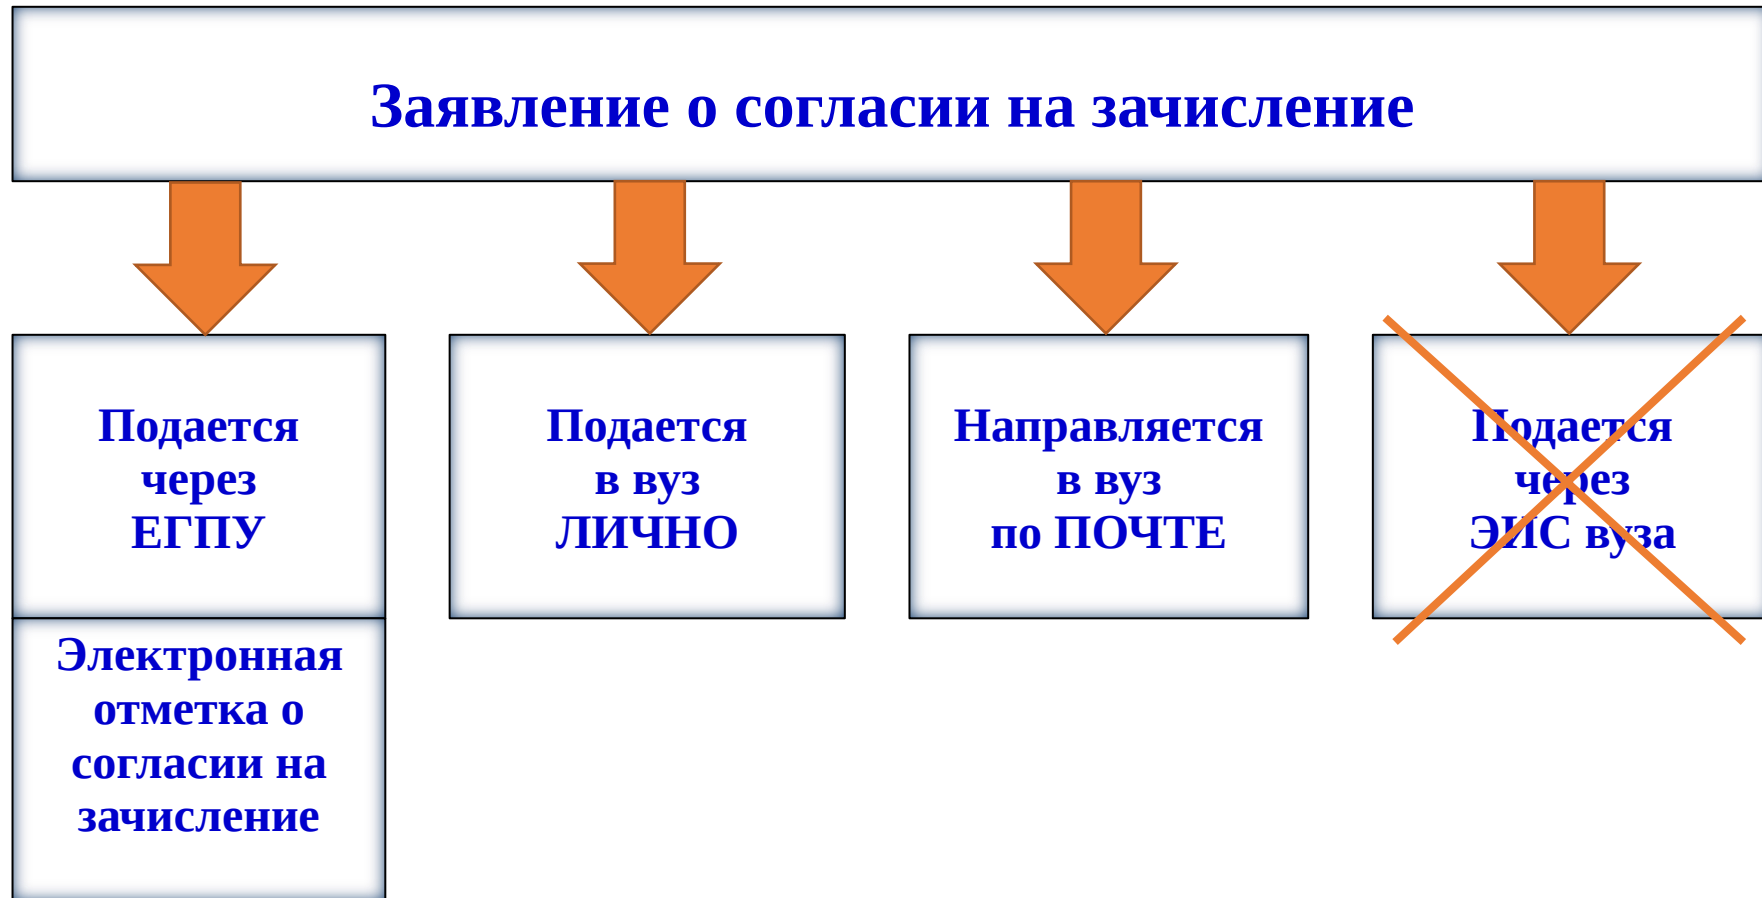 Заявление о согласии на зачисление
Подается
через
ЕГПУ
Подается
в вуз
ЛИЧНО
Направляется
в вуз
по ПОЧТЕ
Подается
через
ЭИС вуза
Электронная
отметка о
согласии на
зачисление